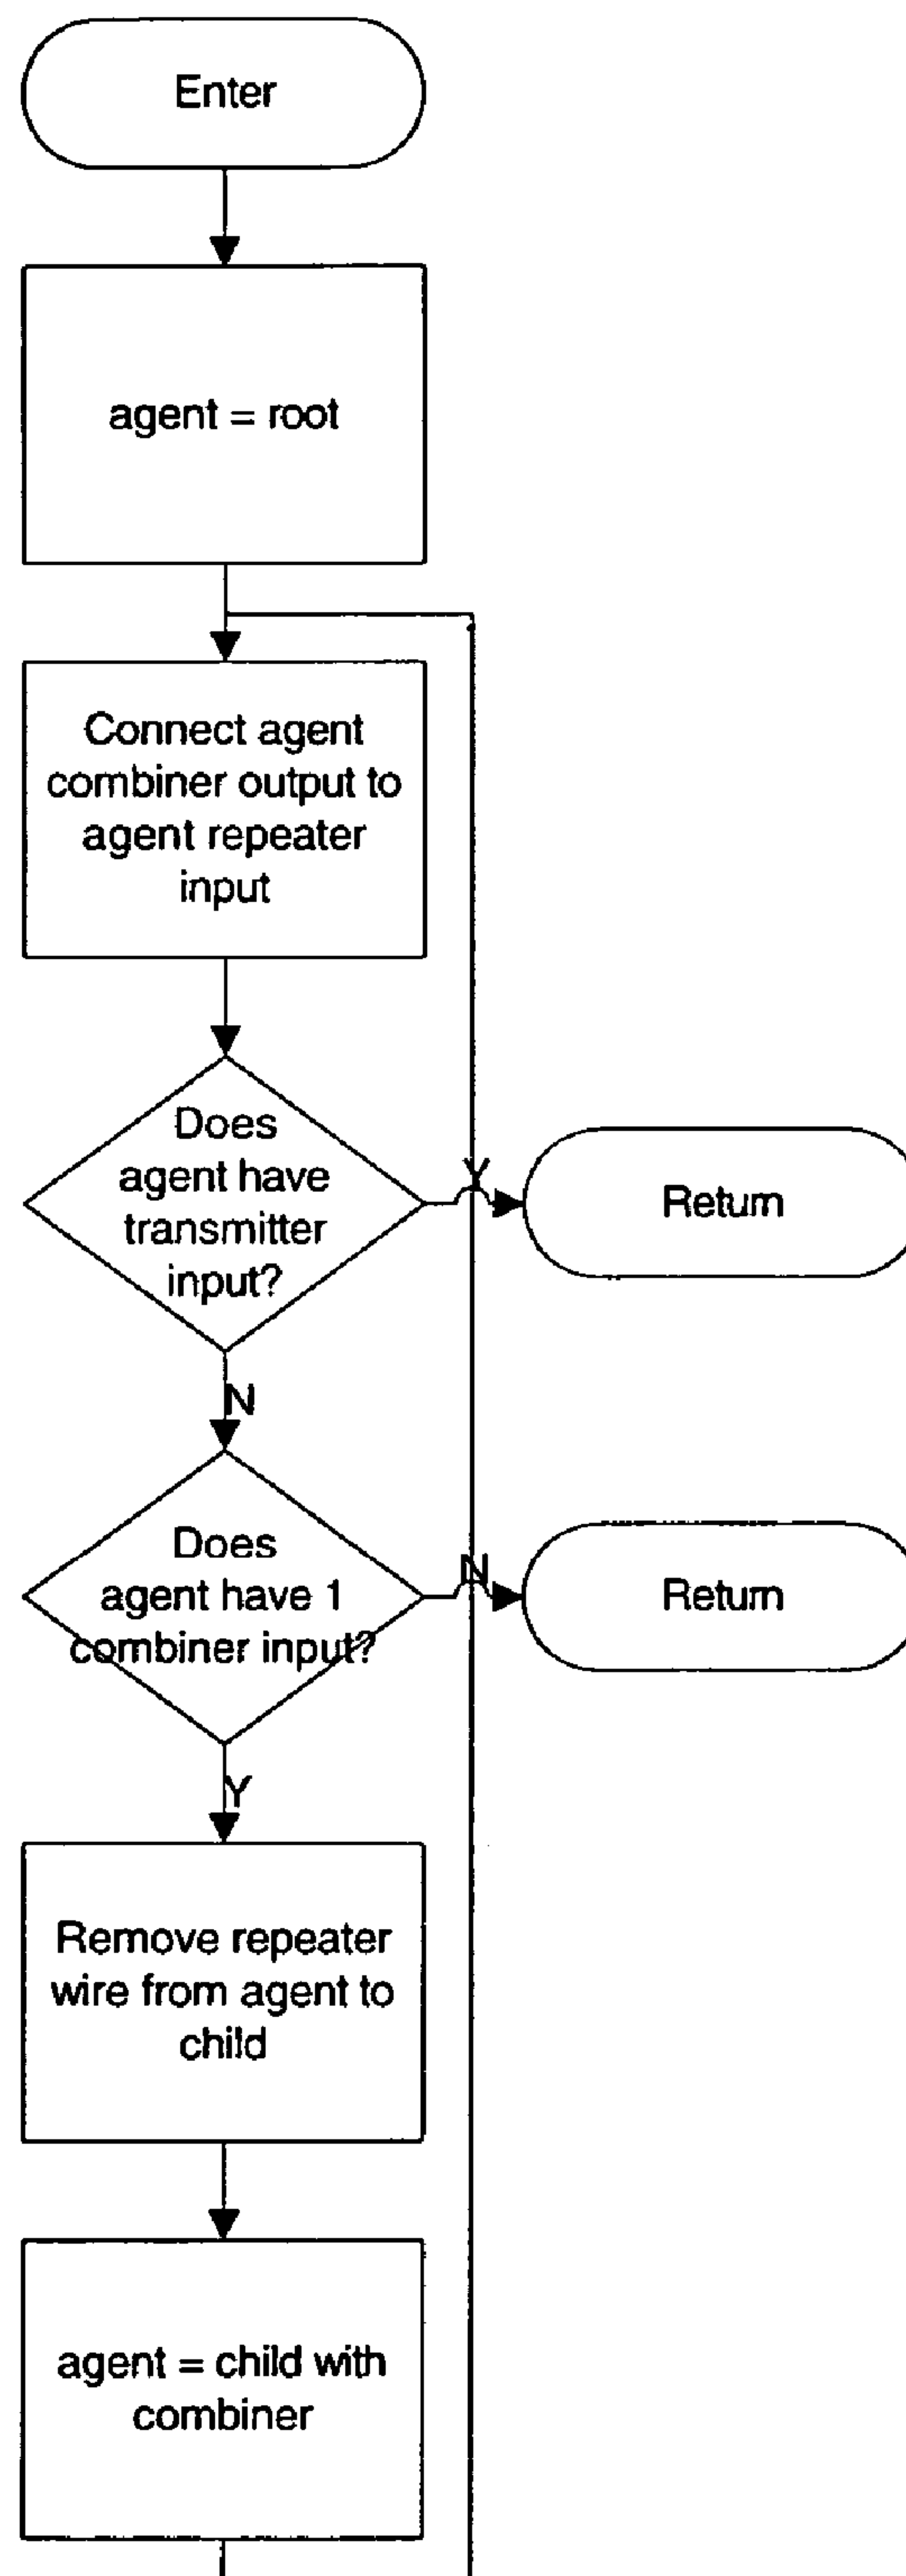 Enter
agent = root
Connect agent
combiner output to
agent repeater
input
Does
agent have
transmitter
input?
Y
Return
N
Does
agent have 1
combiner input?
N
Return
Y
Remove repeater
wire from agent to
child
agent = child with
combiner